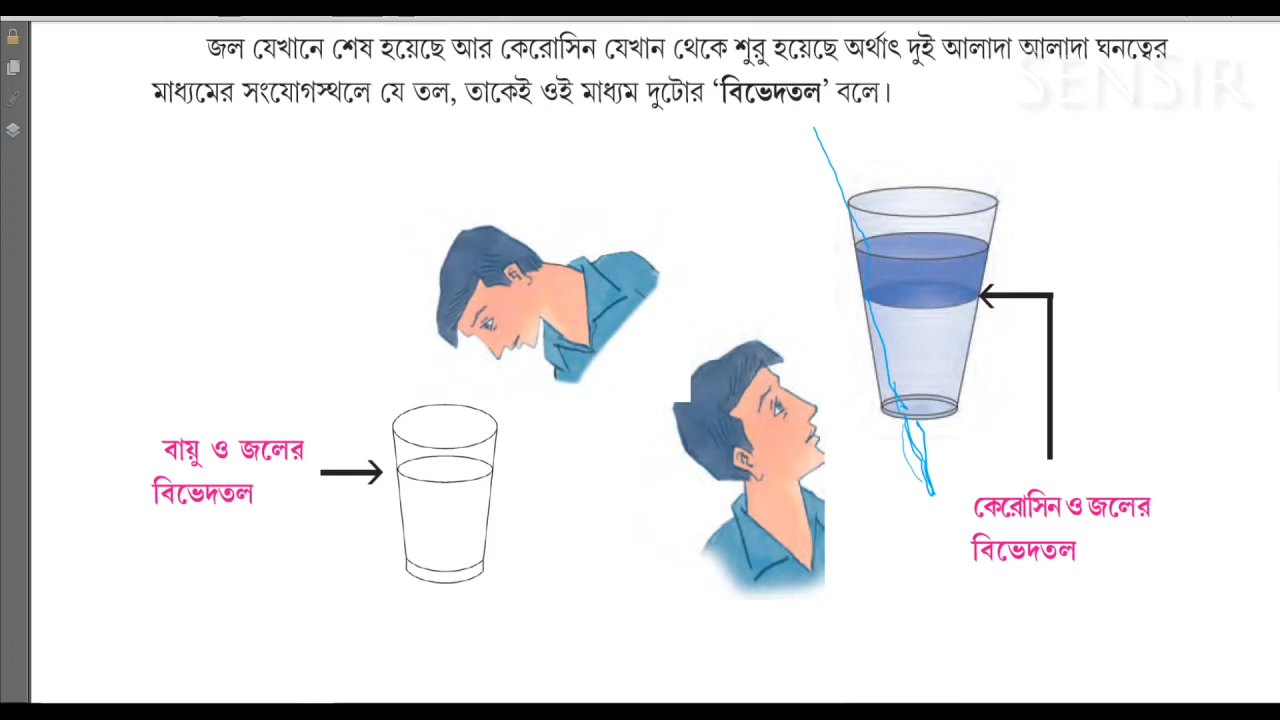 জল যেখানে শেষ হয়েছে আর কেরোসিন যেখান থেকে শুরু হয়েছে অর্থাৎ দুই আলাদা আলাদা ঘনত্বের
মাধ্যমের সংযোগস্থলে যে তল, তাকেই ওই মাধ্যম দুটোর ‘বিভেদতল’ বলে।
SENSIR
বায়ু ও জলের
বিভেদতল
কেরোসিন ও জলের
বিভেদতল